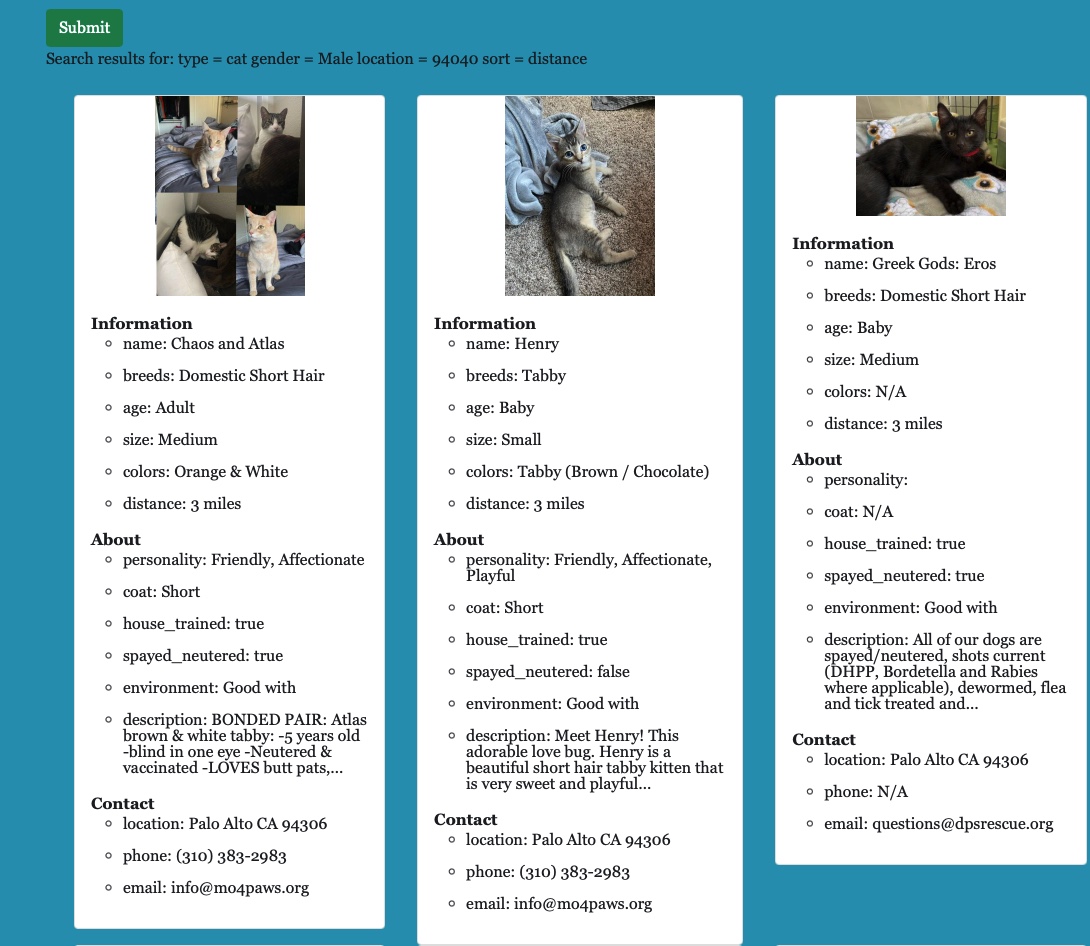 Submit
Search results for: type = cat gender = Male location = 94040 sort = distance
Information
name: Chaos and Atlas
breeds: Domestic Short Hair
age: Adult
size: Medium
colors: Orange & White
distance: 3 miles
About
personality: Friendly, Affectionate
coat: Short
house_trained: true
spayed_neutered: true
environment: Good with
description: BONDED PAIR: Atlas
brown & white tabby: -5 years old
-blind in one eye -Neutered &
vaccinated -LOVES butt pats,...
Contact
location: Palo Alto CA 94306
phone: (310) 383-2983
email: info@mo4paws.org
Information
name: Henry
breeds: Tabby
age: Baby
size: Small
colors: Tabby (Brown / Chocolate)
distance: 3 miles
About
personality: Friendly, Affectionate,
Playful
coat: Short
house_trained: true
spayed_neutered: false
environment: Good with
description: Meet Henry! This
adorable love bug. Henry is a
beautiful short hair tabby kitten that
is very sweet and playful...
Contact
location: Palo Alto CA 94306
phone: (310) 383-2983
email: info@mo4paws.org
Information
name: Greek Gods: Eros
breeds: Domestic Short Hair
age: Baby
size: Medium
colors: N/A
distance: 3 miles
About
personality:
coat: N/A
house_trained: true
spayed_neutered: true
environment: Good with
description: All of our dogs are
spayed/neutered, shots current
(DHPP, Bordetella and Rabies
where applicable), dewormed, flea
and tick treated and...
Contact
location: Palo Alto CA 94306
phone: N/A
email: questions@dpsrescue.org